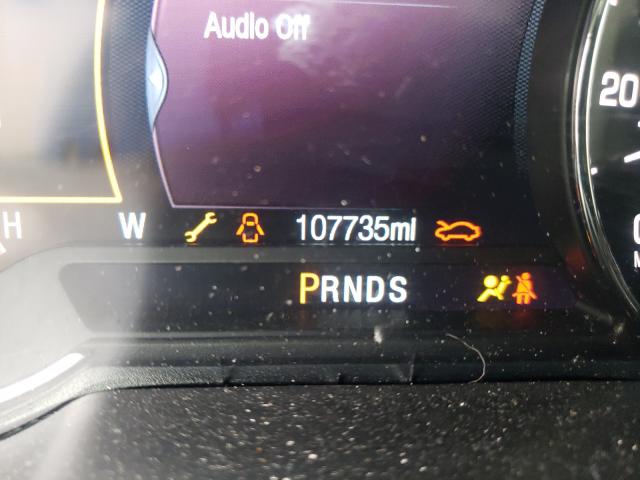 Audio Off
20
H W 107735mi
PRNDS